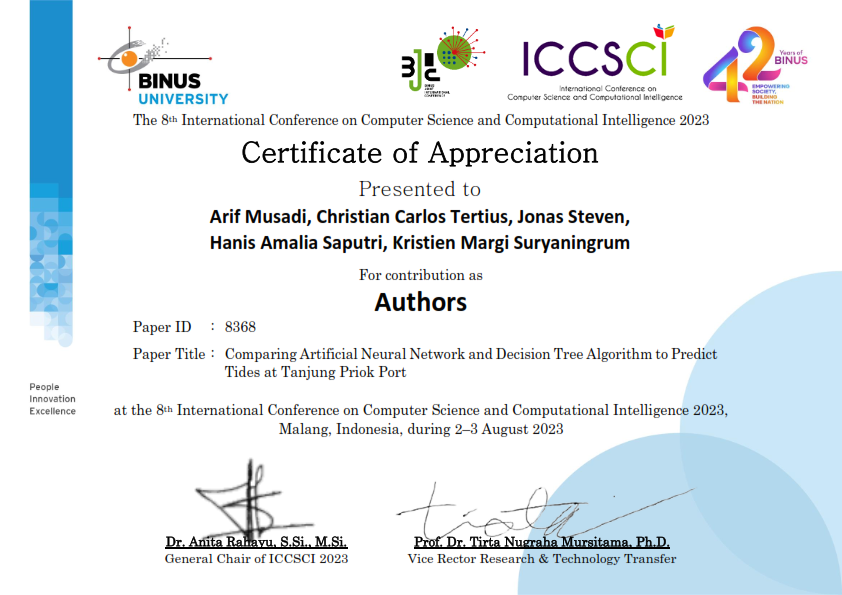 BINUS
UNIVERSITY
BJIC
BINUS
JOINT
INTERNATIONAL
CONFERENCE
ICCSCI
International Conference on
Computer Science and Computational Intelligence
42
Years of
BINUS
EMPOWERING
SOCIETY,
BUILDING
THE NATION
The 8th International Conference on Computer Science and Computational Intelligence 2023
Certificate of Appreciation
Presented to
Arif Musadi, Christian Carlos Tertius, Jonas Steven,
Hanis Amalia Saputri, Kristien Margi Suryaningrum
For contribution as
Authors
Paper ID : 8368
Paper Title : Comparing Artificial Neural Network and Decision Tree Algorithm to Predict
Tides at Tanjung Priok Port
People
Innovation
Excellence
at the 8th International Conference on Computer Science and Computational Intelligence 2023,
Malang, Indonesia, during 2–3 August 2023
Dr. Anita Rahayu, S.Si., M.Si.
General Chair of ICCSCI 2023
Prof. Dr. Tirta Nugraha Mursitama, Ph.D.
Vice Rector Research & Technology Transfer